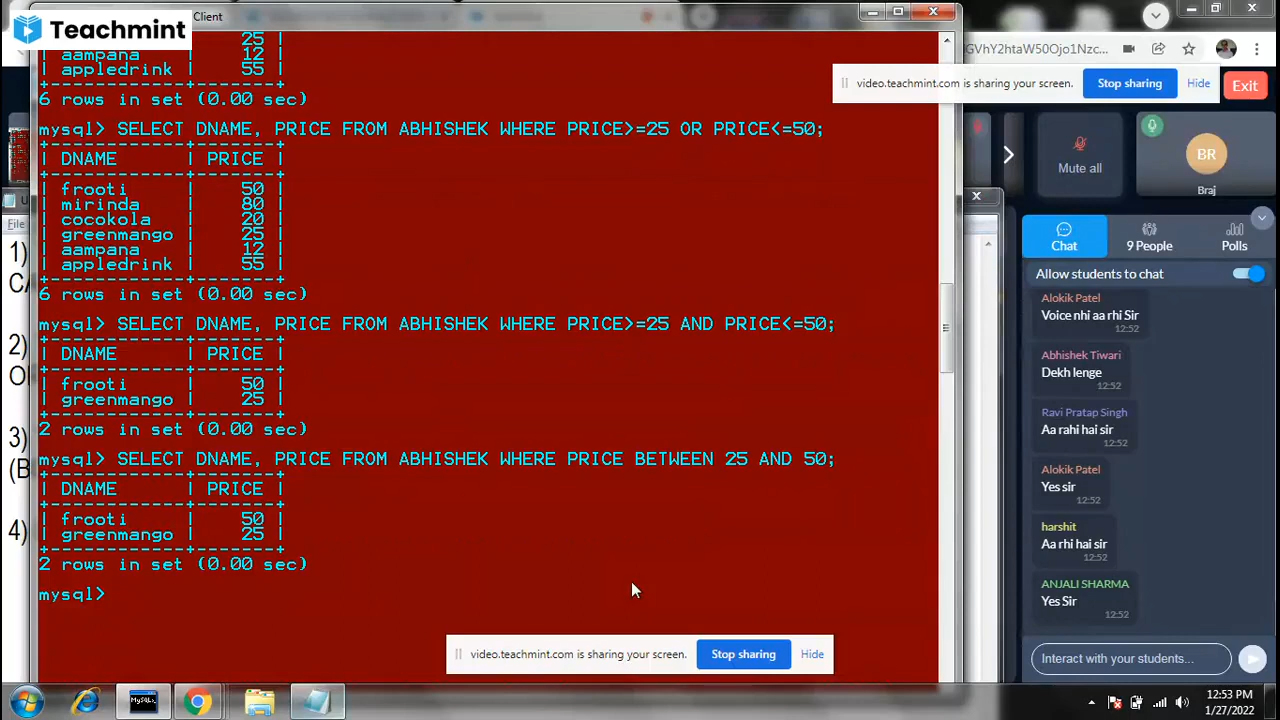 Teachmint
Client
25 |
| aampana | 12 |
| appledrink | 55 |
+------------+-------+
6 rows in set (0.00 sec)
mysql> SELECT DNAME, PRICE FROM ABHISHEK WHERE PRICE>=25 OR PRICE<=50;
+------------+-------+
| DNAME | PRICE |
+------------+-------+
| frooti | 50 |
| mirinda | 80 |
| cocokola | 20 |
| greenmango | 25 |
| aampana | 12 |
| appledrink | 55 |
+------------+-------+
6 rows in set (0.00 sec)
mysql> SELECT DNAME, PRICE FROM ABHISHEK WHERE PRICE>=25 AND PRICE<=50;
+------------+-------+
| DNAME | PRICE |
+------------+-------+
| frooti | 50 |
| greenmango | 25 |
+------------+-------+
2 rows in set (0.00 sec)
mysql> SELECT DNAME, PRICE FROM ABHISHEK WHERE PRICE BETWEEN 25 AND 50;
+------------+-------+
| DNAME | PRICE |
+------------+-------+
| frooti | 50 |
| greenmango | 25 |
+------------+-------+
2 rows in set (0.00 sec)
mysql>
File
1)
2)
3)
(B
4)
video.teachmint.com is sharing your screen. Stop sharing Hide
GVhY2htaW50Ojo1Nzc...
video.teachmint.com is sharing your screen. Stop sharing Hide
Exit
Mute all
BR
Braj
Chat
9 People
Polls
Allow students to chat
Alokik Patel
Voice nhi aa rhi Sir
12:52
Abhishek Tiwari
Dekh lenge
12:52
Ravi Pratap Singh
Aa rahi hai sir
12:52
Alokik Patel
Yes sir
12:52
harshit
Aa rhi hai sir
12:52
ANJALI SHARMA
Yes Sir
12:52
Interact with your students...
MySQL>
12:53 PM
1/27/2022